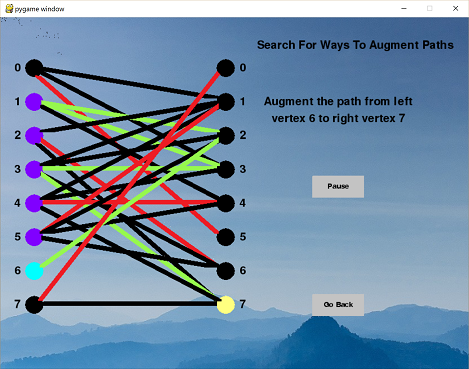 pygame window
Search For Ways To Augment Paths
0 0
1 1
Augment the path from left
vertex 6 to right vertex 7
2 2
3 3
Pause
4 4
5 5
6 6
7 7
Go Back